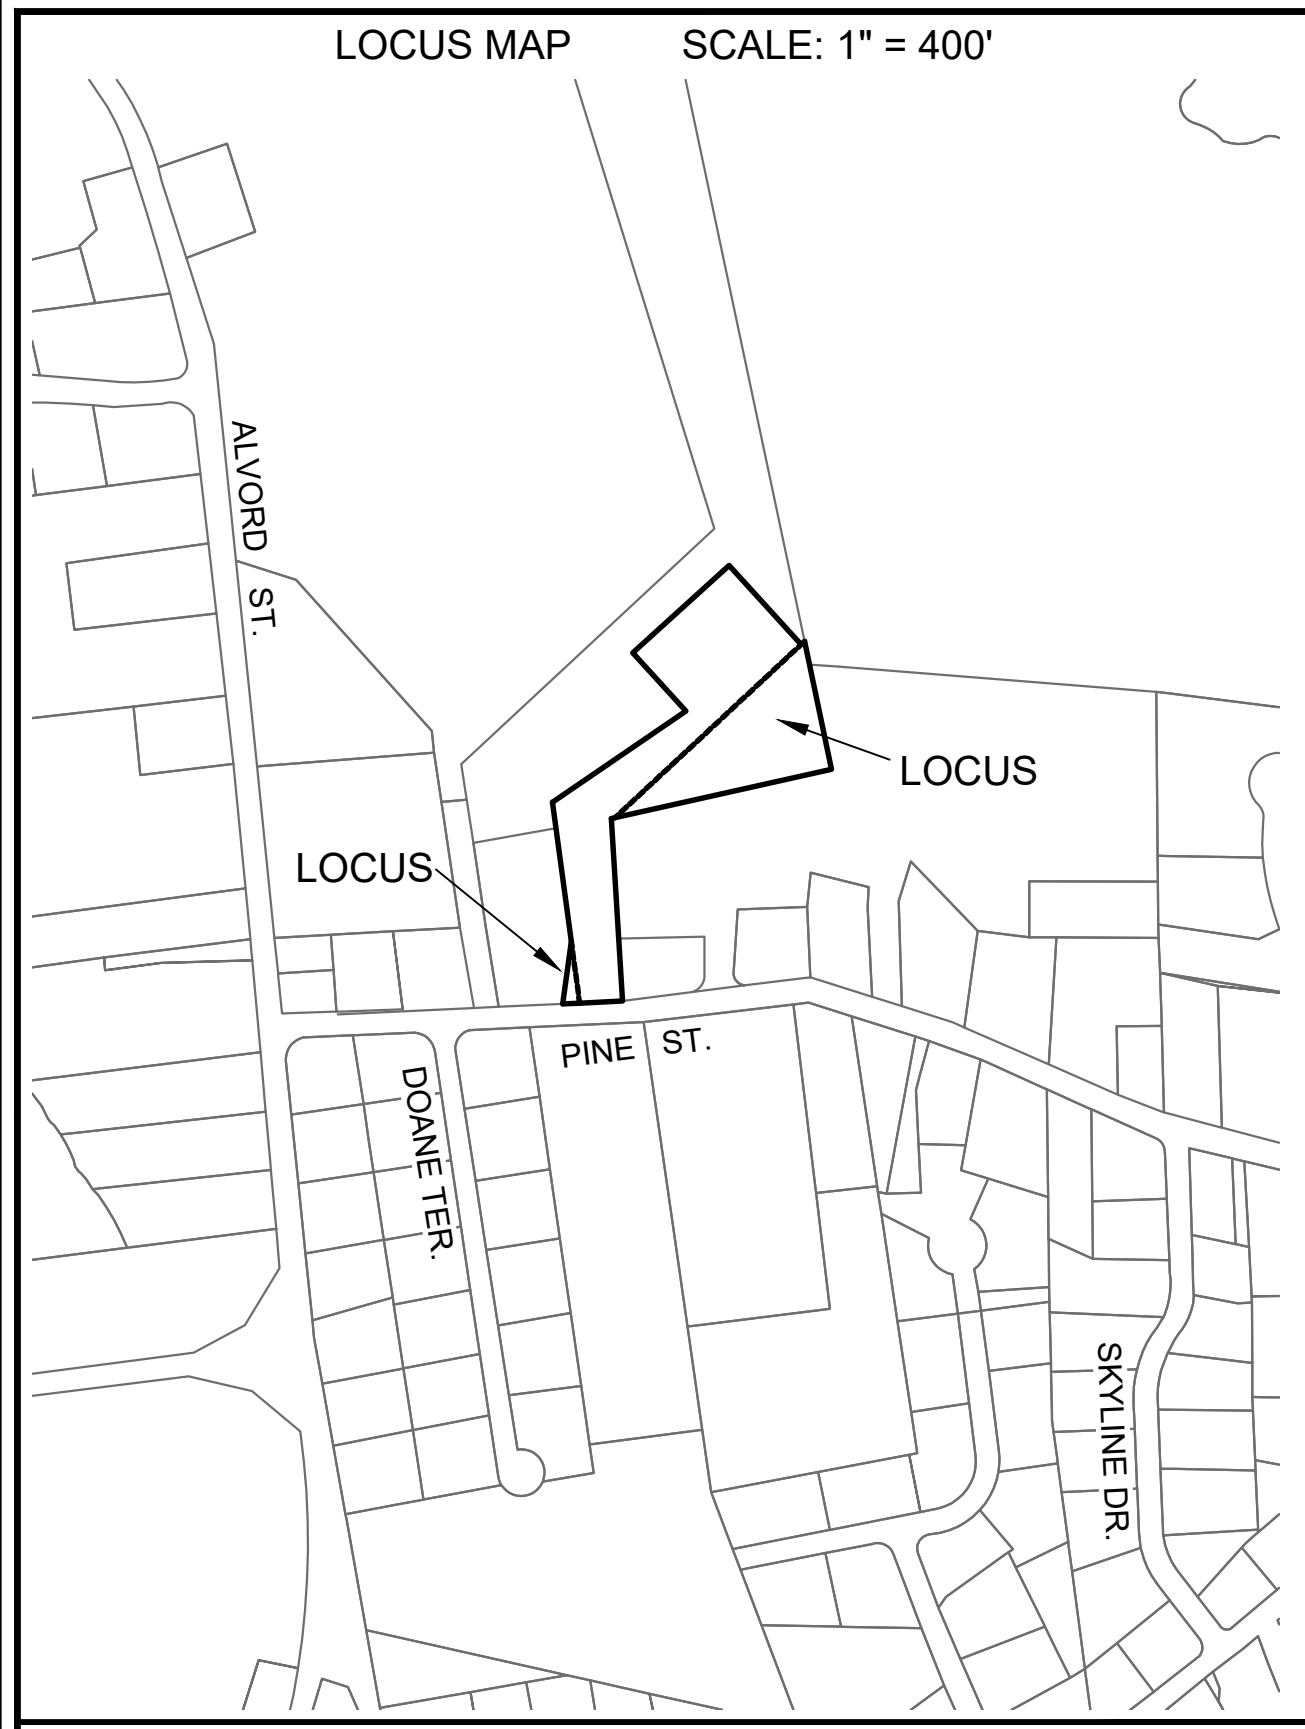 LOCUS MAP SCALE: 1" = 400'
ALVORD ST.
LOCUS
LOCUS
PINE ST.
DOANE TER.
SKYLINE DR.